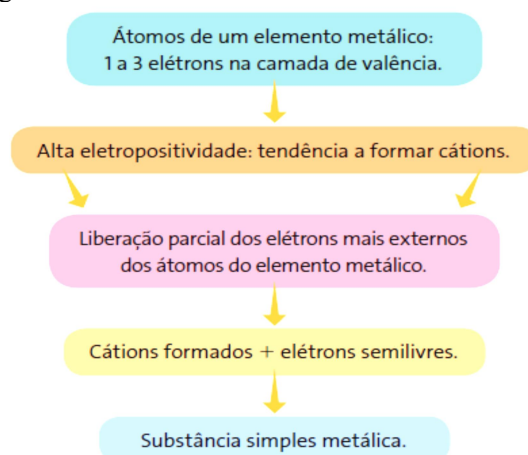 Átomos de um elemento metálico:
1 a 3 elétrons na camada de valência.
Alta eletropositividade: tendência a formar cátions.
Liberação parcial dos elétrons mais externos
dos átomos do elemento metálico.
Cátions formados + elétrons semilivres.
Substância simples metálica.